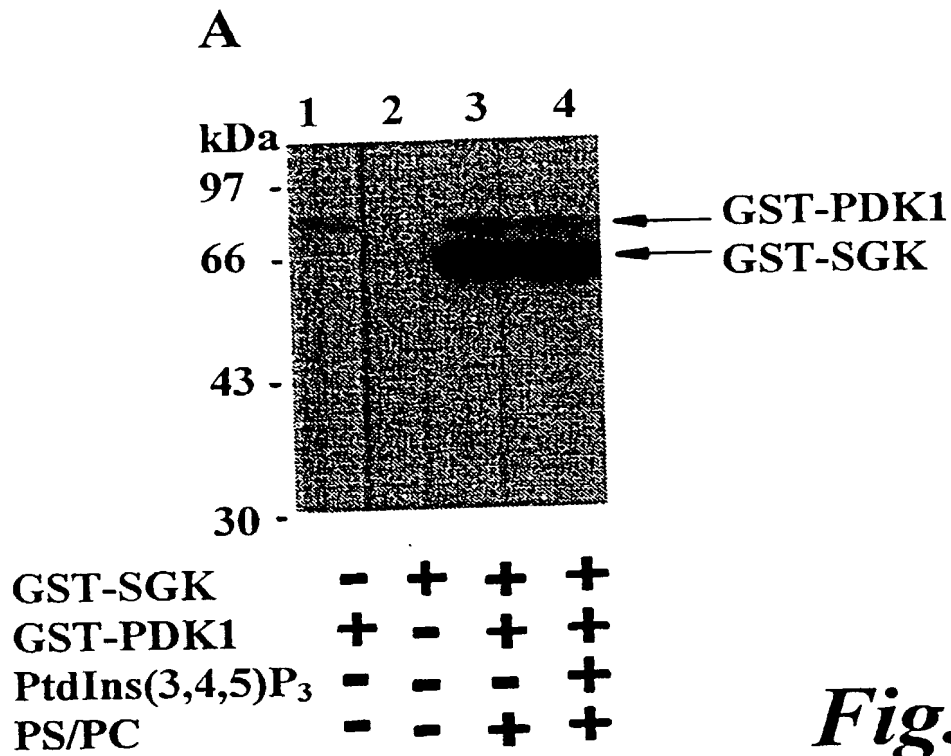 A
1 2 3 4
kDa
97 -
GST-PDK1
66 -
GST-SGK
43 -
30 -
GST-SGK - + + +
GST-PDK1 + - + +
PtdIns(3,4,5)P₃ - - - +
PS/PC - - + +
Fig.